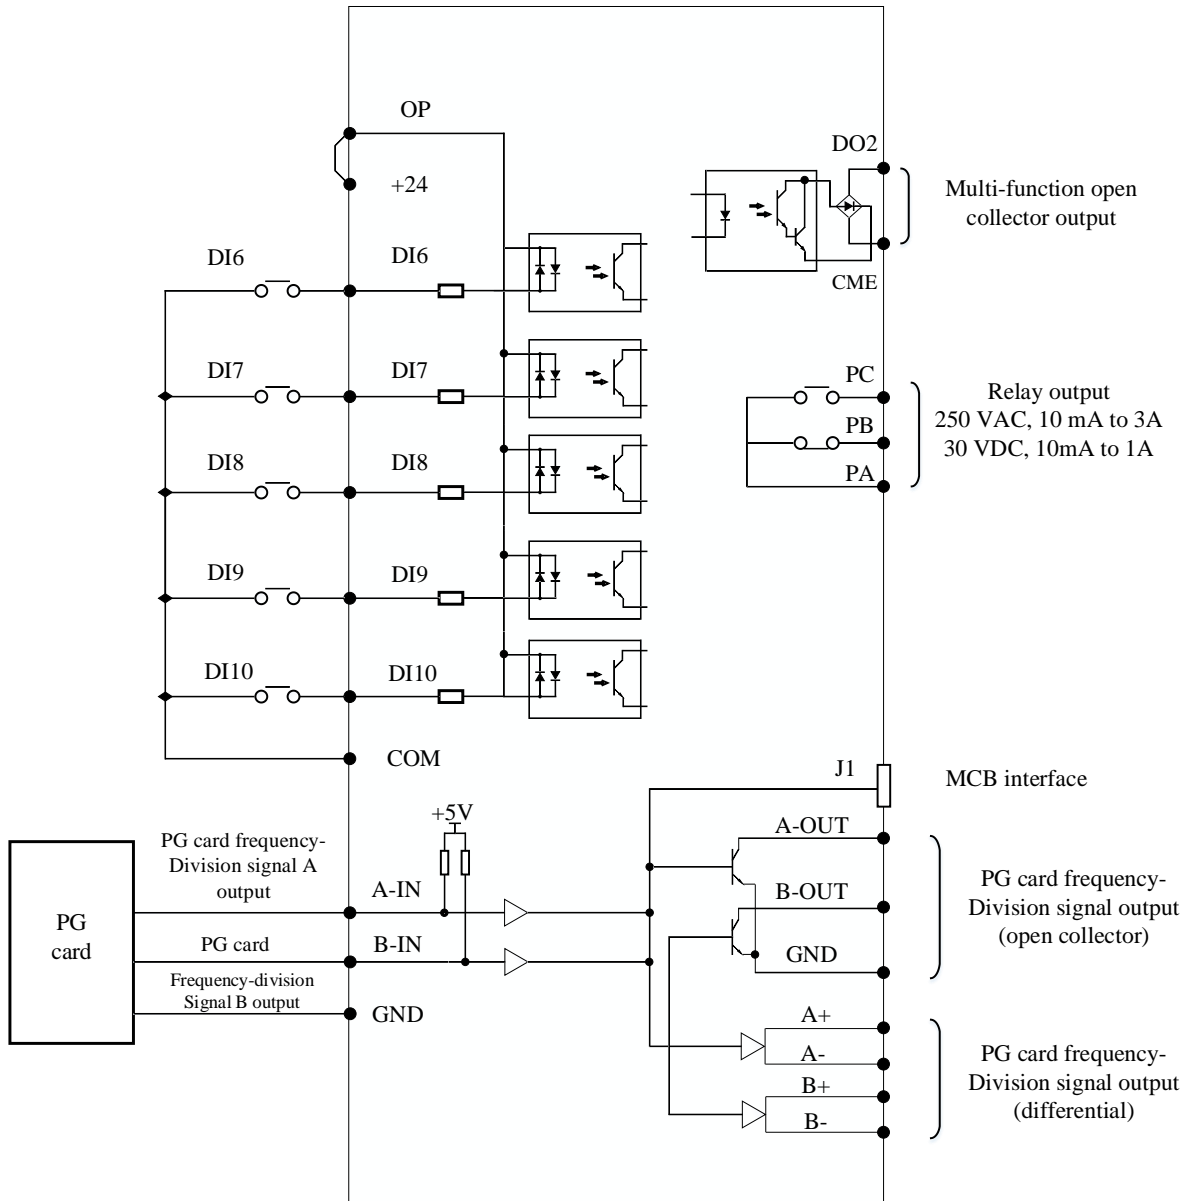 OP
+24
DO2
Multi-function open
collector output
CME
DI6
DI6
DI7
DI7
PC
Relay output
250 VAC, 10 mA to 3A
PB
30 VDC, 10mA to 1A
PA
DI8
DI8
DI9
DI9
DI10
DI10
COM
J1
MCB interface
+5V
PG card frequency-
Division signal A
output
A-IN
PG
card
PG card
B-IN
Frequency-division
Signal B output
GND
A-OUT
B-OUT
GND
PG card frequency-
Division signal output
(open collector)
A+
A-
B+
B-
PG card frequency-
Division signal output
(differential)